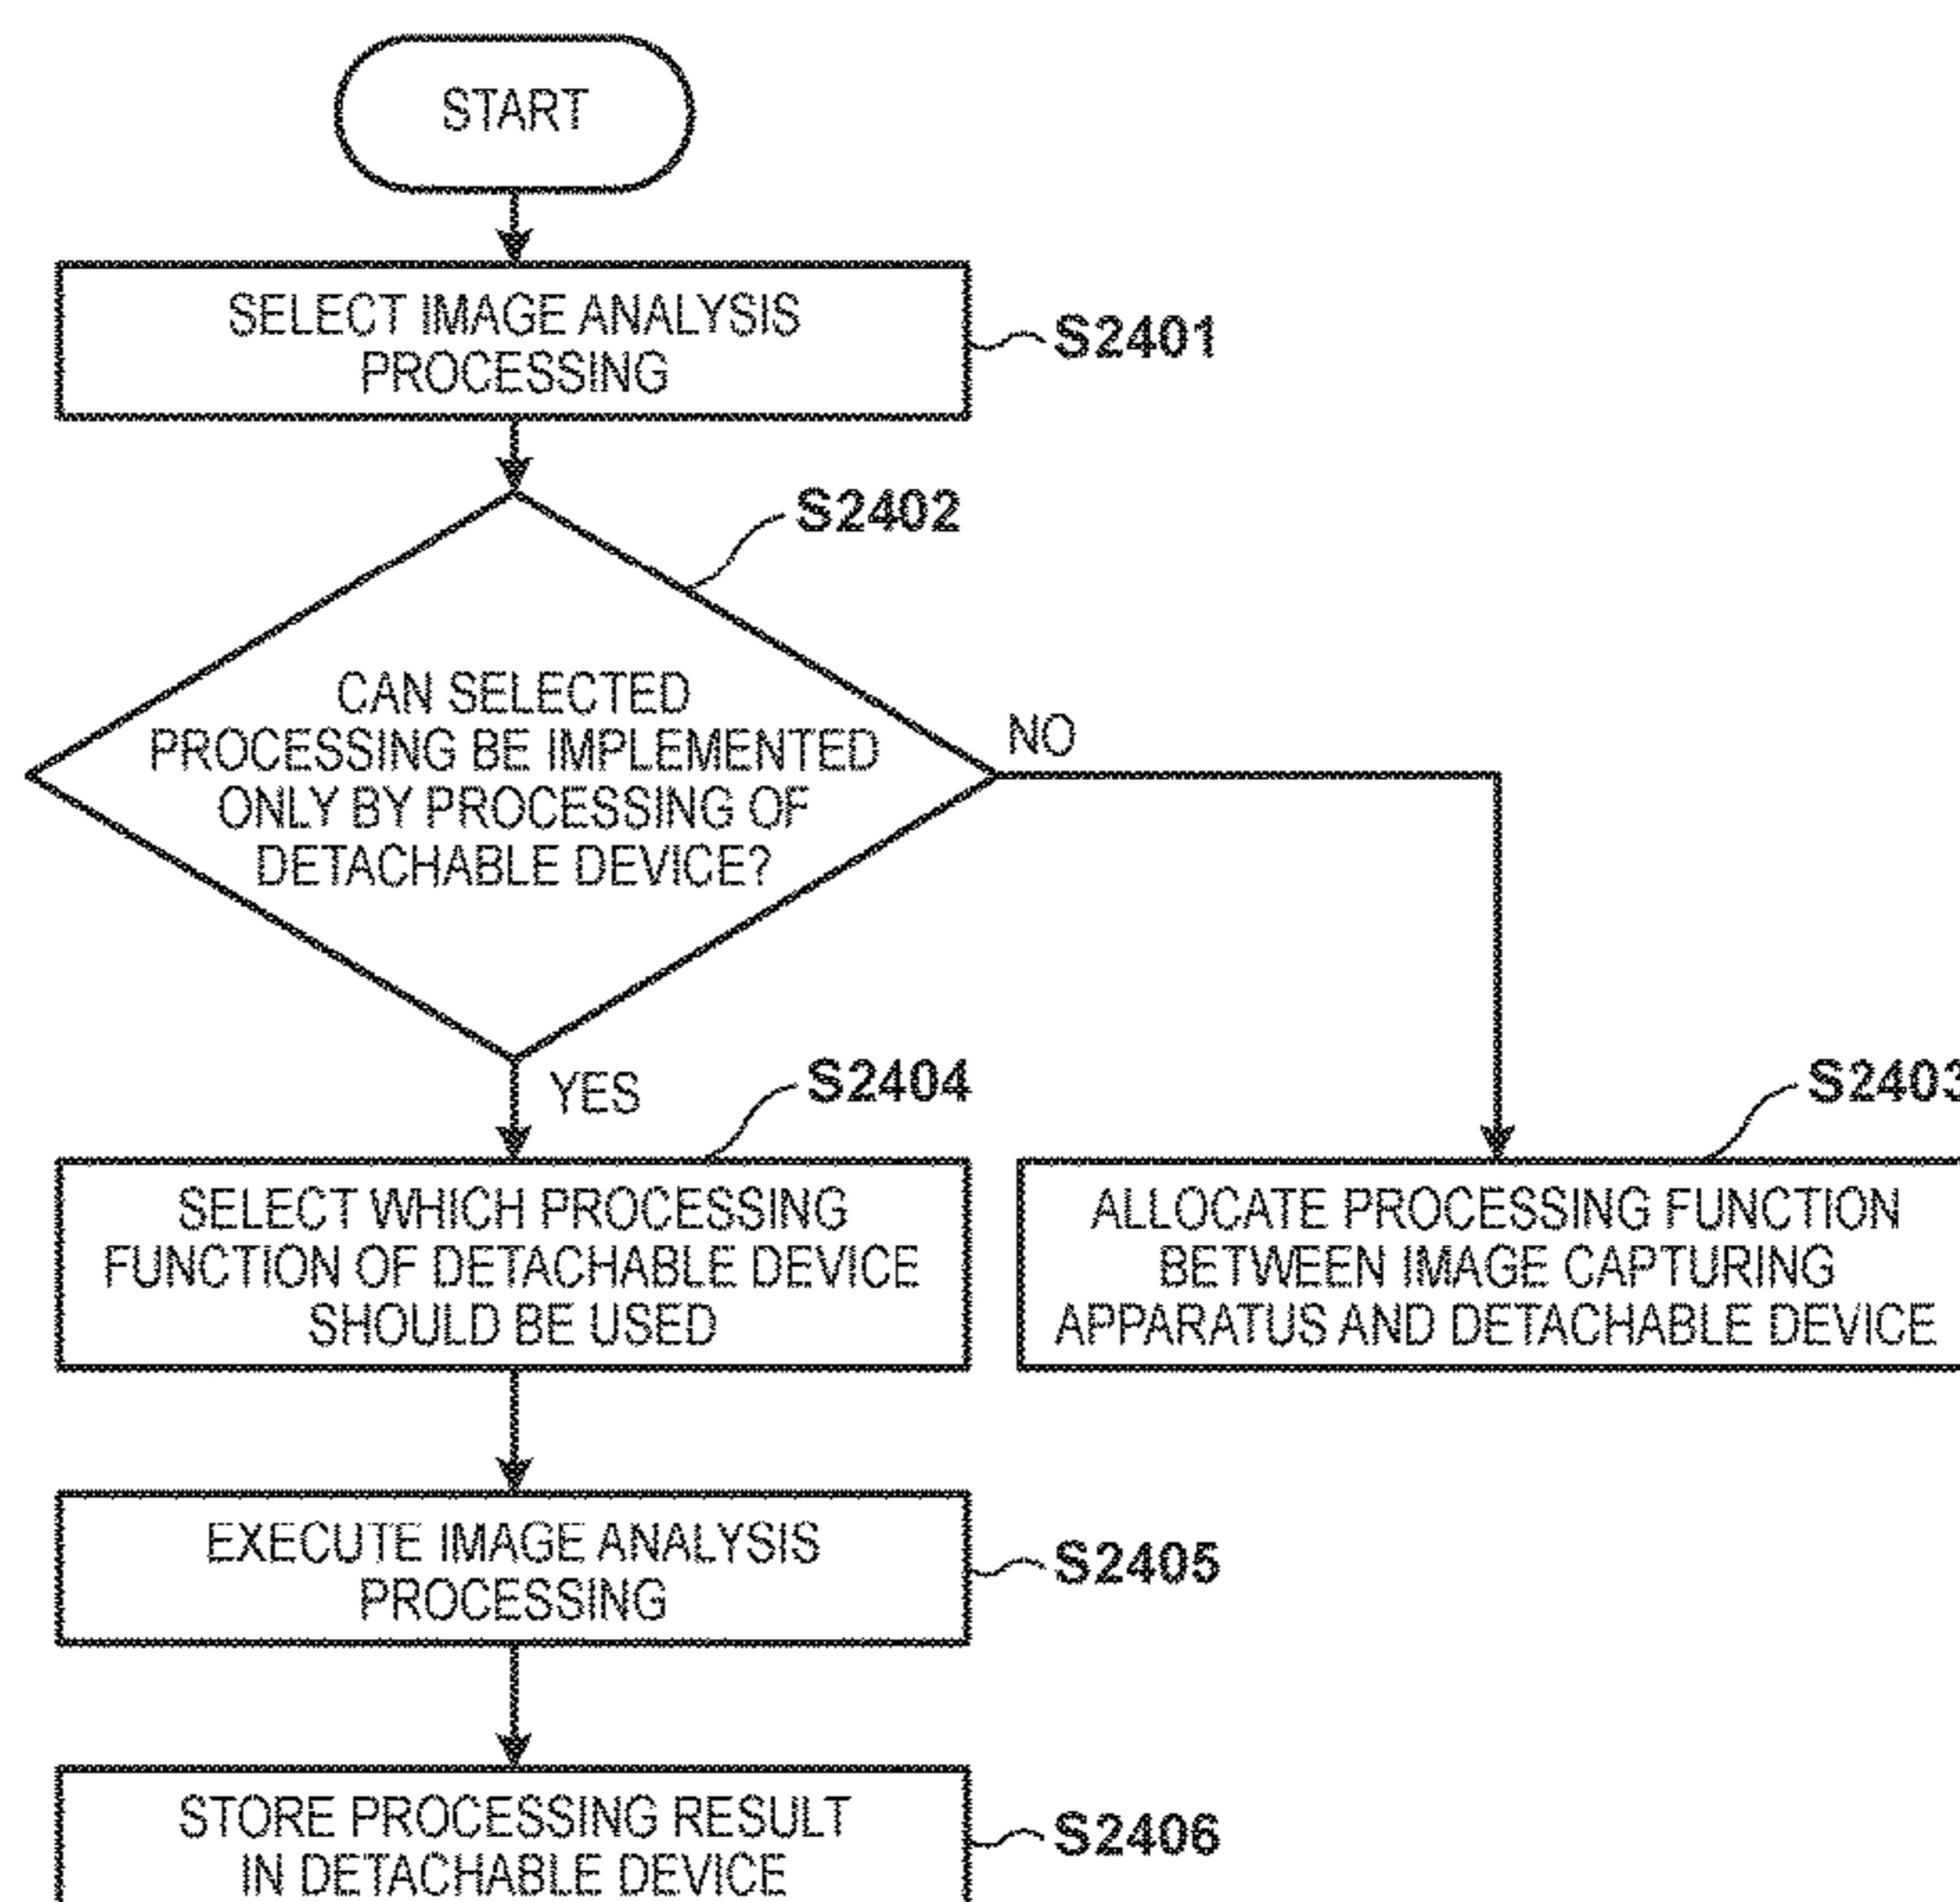 START
SELECT IMAGE ANALYSIS
PROCESSING
S2401
S2402
CAN SELECTED
PROCESSING BE IMPLEMENTED
ONLY BY PROCESSING OF
DETACHABLE DEVICE?
NO
YES
S2404
S2403
SELECT WHICH PROCESSING
FUNCTION OF DETACHABLE DEVICE
SHOULD BE USED
ALLOCATE PROCESSING FUNCTION
BETWEEN IMAGE CAPTURING
APPARATUS AND DETACHABLE DEVICE
EXECUTE IMAGE ANALYSIS
PROCESSING
S2405
STORE PROCESSING RESULT
IN DETACHABLE DEVICE
S2406